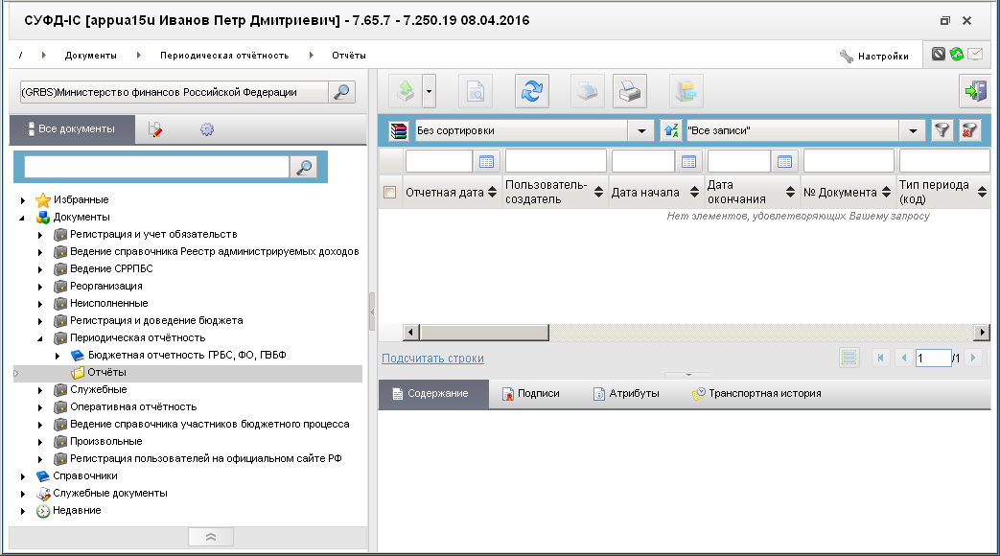 СУФД-IC [appua15u Иванов Петр Дмитриевич] - 7.65.7 - 7.250.19 08.04.2016
/ Документы Периодическая отчётность Отчёты
Настройки
(GRBS)Министерство финансов Российской Федерации
Все документы
Без сортировки
"Все записи"
Отчетная дата
Пользователь-
создатель
Дата начала
Дата
окончания
№ Документа
Тип периода
(код)
Нет элементов, удовлетворяющих Вашему запросу
Избранные
Документы
Регистрация и учет обязательств
Ведение справочника Реестр администрируемых доходов
Ведение СРРПБС
Реорганизация
Неисполненные
Регистрация и доведение бюджета
Периодическая отчётность
Бюджетная отчетность ГРБС, ФО, ГВБФ
Отчёты
Служебные
Оперативная отчётность
Ведение справочника участников бюджетного процесса
Произвольные
Регистрация пользователей на официальном сайте РФ
Справочники
Служебные документы
Недавние
Подсчитать строки
1 /1
Содержание
Подписи
Атрибуты
Транспортная история